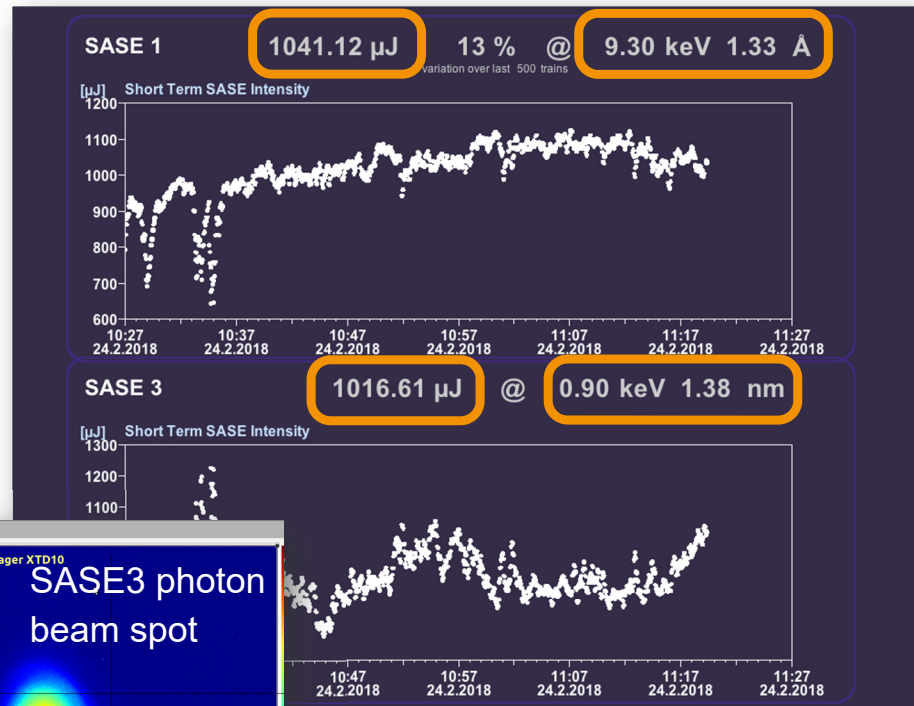 SASE 1 1041.12 µJ 13 % @ 9.30 keV 1.33 Å
variation over last 500 trains
[µJ] Short Term SASE Intensity
1200
1100
1000
900
800
700
600
10:27 10:37 10:47 10:57 11:07 11:17 11:27
24.2.2018 24.2.2018 24.2.2018 24.2.2018 24.2.2018 24.2.2018 24.2.2018
SASE 3 1016.61 µJ @ 0.90 keV 1.38 nm
[µJ] Short Term SASE Intensity
1300
1200
1100
ager XTD10
SASE3 photon
beam spot
10:47 10:57 11:07 11:17 11:27
24.2.2018 24.2.2018 24.2.2018 24.2.2018 24.2.2018